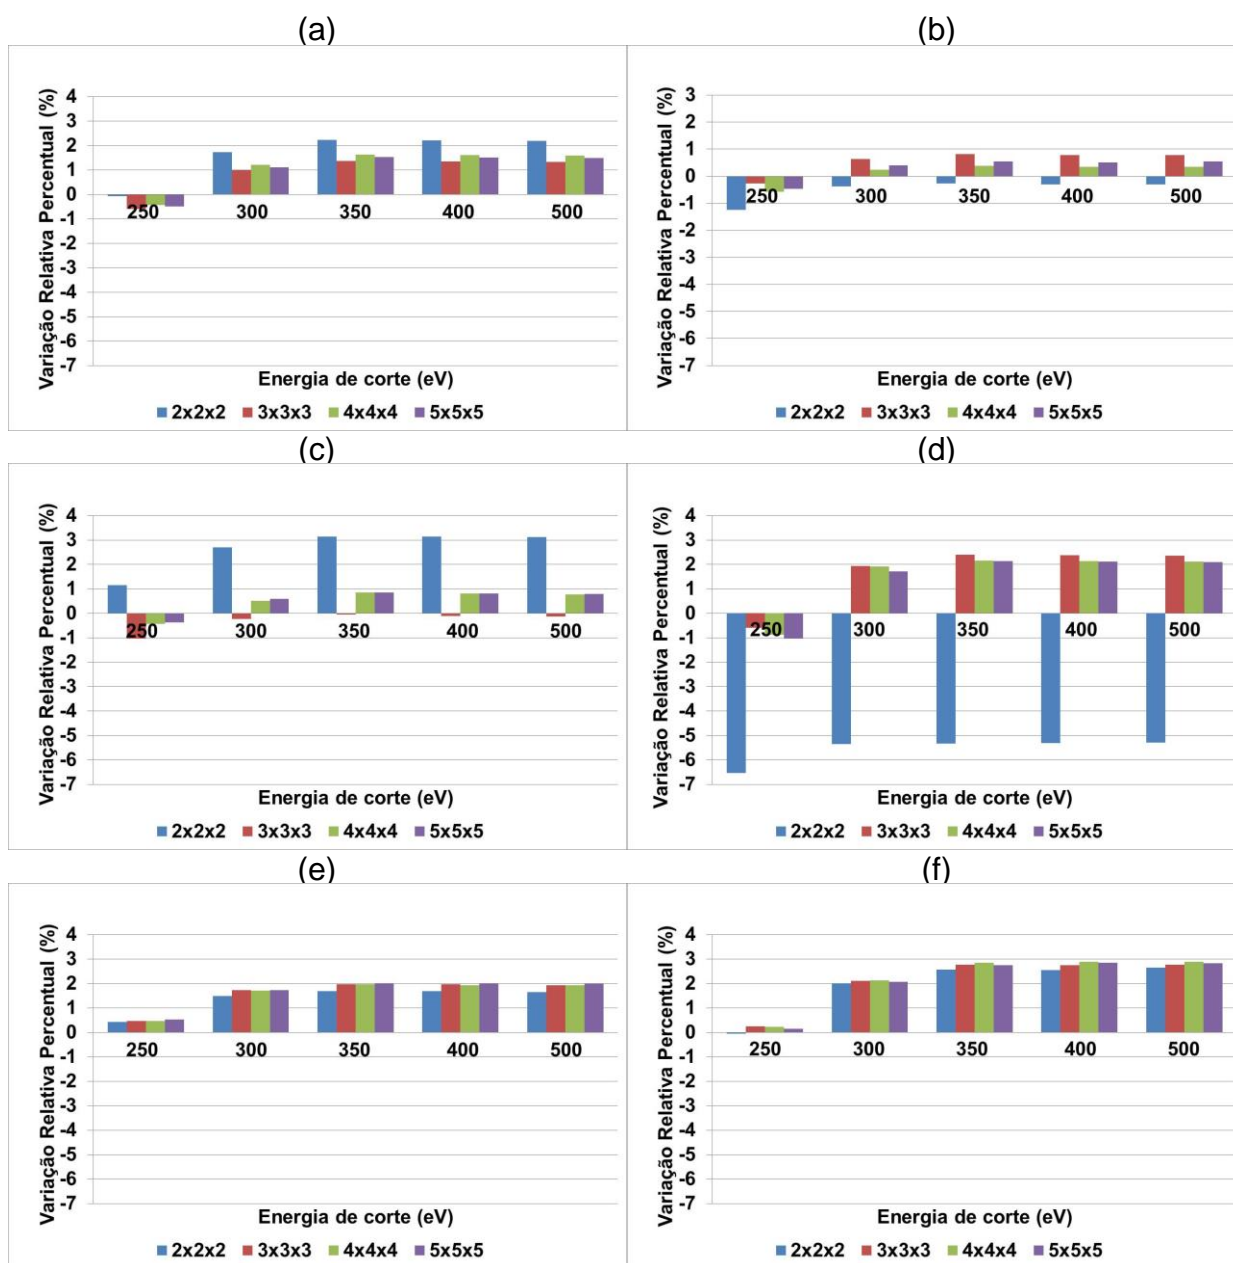 (a)
Variação Relativa Percentual (%)
4
3
2
1
0
-1
-2
-3
-4
-5
-6
-7
250 300 350 400 500
Energia de corte (eV)
2x2x2 3x3x3 4x4x4 5x5x5
(b)
Variação Relativa Percentual (%)
3
2
1
0
-1
-2
-3
-4
-5
-6
-7
250 300 350 400 500
Energia de corte (eV)
2x2x2 3x3x3 4x4x4 5x5x5
(c)
Variação Relativa Percentual (%)
4
3
2
1
0
-1
-2
-3
-4
-5
-6
-7
250 300 350 400 500
Energia de corte (eV)
2x2x2 3x3x3 4x4x4 5x5x5
(d)
Variação Relativa Percentual (%)
4
3
2
1
0
-1
-2
-3
-4
-5
-6
-7
250 300 350 400 500
Energia de corte (eV)
2x2x2 3x3x3 4x4x4 5x5x5
(e)
Variação Relativa Percentual (%)
4
3
2
1
0
-1
-2
-3
-4
-5
-6
-7
250 300 350 400 500
Energia de corte (eV)
2x2x2 3x3x3 4x4x4 5x5x5
(f)
Variação Relativa Percentual (%)
4
3
2
1
0
-1
-2
-3
-4
-5
-6
-7
250 300 350 400 500
Energia de corte (eV)
2x2x2 3x3x3 4x4x4 5x5x5